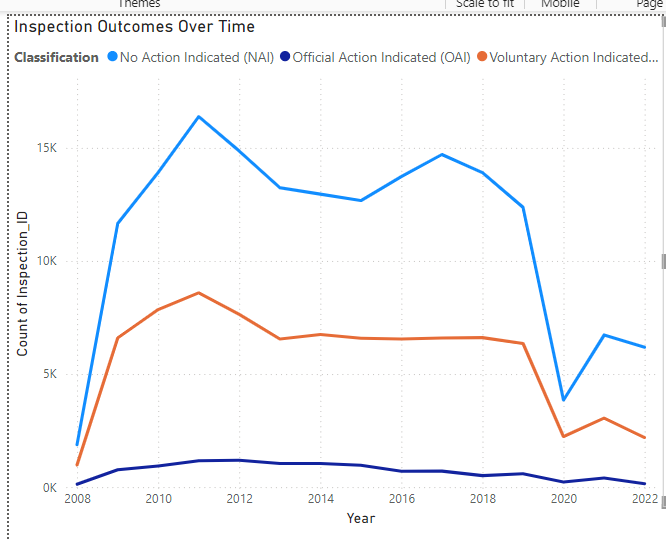 Themes Scale to fit Mobile Page
Inspection Outcomes Over Time
Classification No Action Indicated (NAI) Official Action Indicated (OAI) Voluntary Action Indicated...
Count of Inspection_ID
15K
10K
5K
0K
2008 2010 2012 2014 2016 2018 2020 2022
Year